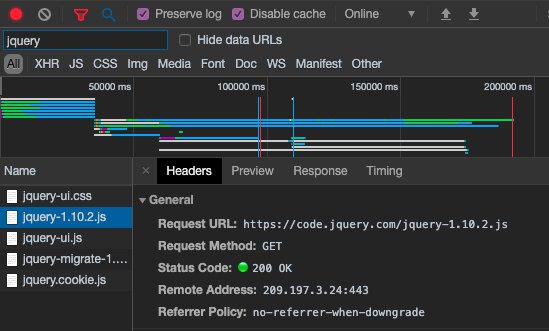 Preserve log Disable cache Online
jquery Hide data URLs
All XHR JS CSS Img Media Font Doc WS Manifest Other
50000 ms 100000 ms 150000 ms 200000 ms
Name × Headers Preview Response Timing
jquery-ui.css
jquery-1.10.2.js
jquery-ui.js
jquery-migrate-1....
jquery.cookie.js
General
Request URL: https://code.jquery.com/jquery-1.10.2.js
Request Method: GET
Status Code: 200 OK
Remote Address: 209.197.3.24:443
Referrer Policy: no-referrer-when-downgrade